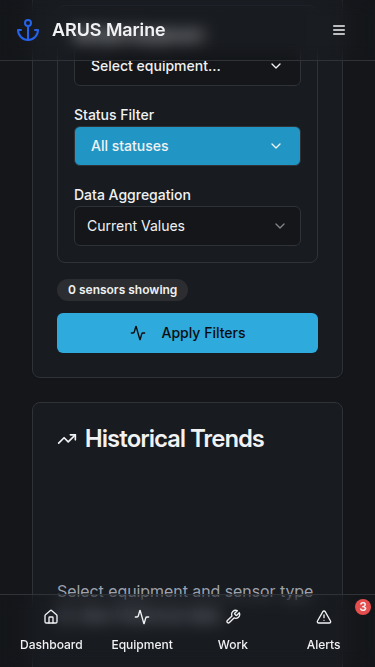 ARUS Marine
Select equipment...
Status Filter
All statuses
Data Aggregation
Current Values
0 sensors showing
Apply Filters
Historical Trends
Select equipment and sensor type
3
Dashboard
Equipment
Work
Alerts